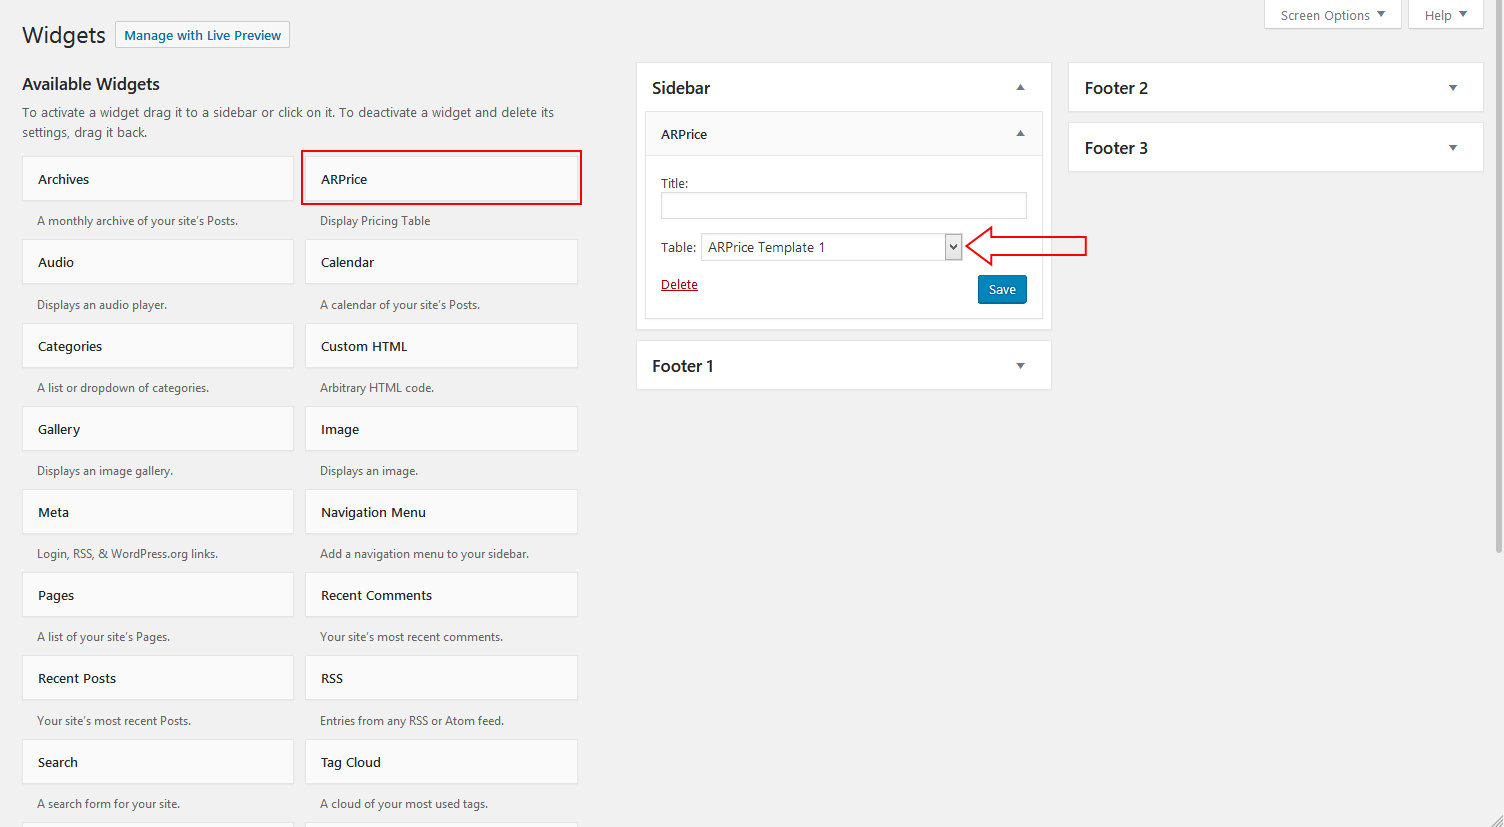 Widgets
Manage with Live Preview
Screen Options
Help
Available Widgets
To activate a widget drag it to a sidebar or click on it. To deactivate a widget and delete its
settings, drag it back.
Archives
A monthly archive of your site's Posts.
ARPrice
Display Pricing Table
Audio
Displays an audio player.
Calendar
A calendar of your site's Posts.
Categories
A list or dropdown of categories.
Custom HTML
Arbitrary HTML code.
Gallery
Displays an image gallery.
Image
Displays an image.
Meta
Login, RSS, & WordPress.org links.
Navigation Menu
Add a navigation menu to your sidebar.
Pages
A list of your site's Pages.
Recent Comments
Your site's most recent comments.
Recent Posts
Your site's most recent Posts.
RSS
Entries from any RSS or Atom feed.
Search
A search form for your site.
Tag Cloud
A cloud of your most used tags.
Sidebar
ARPrice
Title:
Table: ARPrice Template 1
Delete
Save
Footer 1
Footer 2
Footer 3